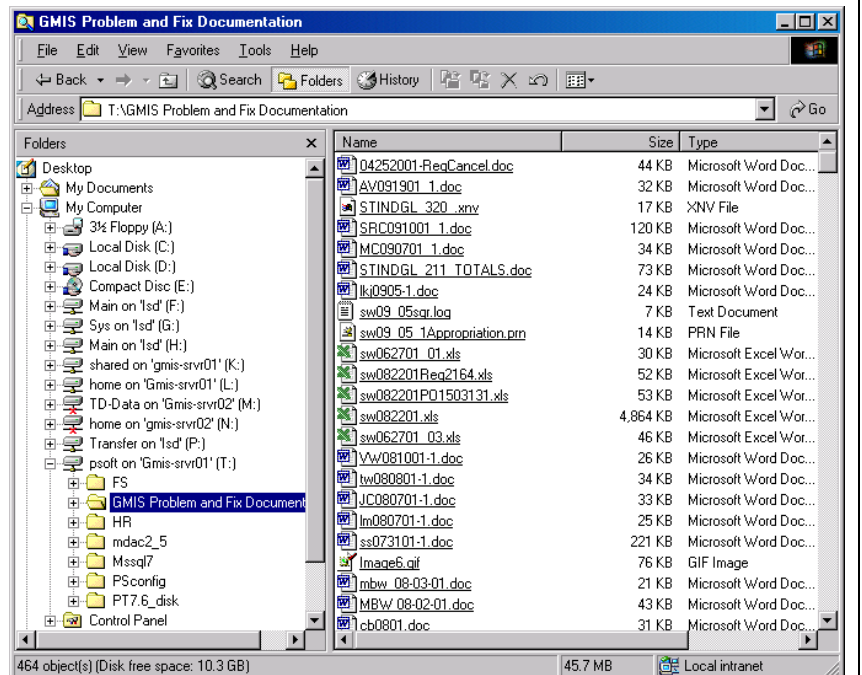 GMIS Problem and Fix Documentation
File Edit View Favorites Tools Help
Back Search Folders History
Address T:\GMIS Problem and Fix Documentation Go
Folders
Desktop
My Documents
My Computer
3½ Floppy (A:)
Local Disk (C:)
Local Disk (D:)
Compact Disc (E:)
Main on 'lsd' (F:)
Sys on 'lsd' (G:)
Main on 'lsd' (H:)
shared on 'gmis-srvr01' (K:)
home on 'Gmis-srvr01' (L:)
TD-Data on 'Gmis-srvr02' (M:)
home on 'gmis-srvr02' (N:)
Transfer on 'lsd' (P:)
psoft on 'Gmis-srvr01' (T:)
FS
GMIS Problem and Fix Document
HR
mdac2_5
Mssql7
PSconfig
PT7.6_disk
Control Panel
Name Size Type
04252001-ReqCancel.doc 44 KB Microsoft Word Doc...
AV091901_1.doc 32 KB Microsoft Word Doc...
STINDGL_320_.xnv 17 KB XNV File
SRC091001_1.doc 120 KB Microsoft Word Doc...
MC090701_1.doc 34 KB Microsoft Word Doc...
STINDGL_211_TOTALS.doc 73 KB Microsoft Word Doc...
lkj0905-1.doc 24 KB Microsoft Word Doc...
sw09_05sqr.log 7 KB Text Document
sw09_05_1Appropriation.prn 14 KB PRN File
sw062701_01.xls 30 KB Microsoft Excel Wor...
sw082201Req2164.xls 52 KB Microsoft Excel Wor...
sw082201PO1503131.xls 53 KB Microsoft Excel Wor...
sw082201.xls 4,864 KB Microsoft Excel Wor...
sw062701_03.xls 46 KB Microsoft Excel Wor...
VW081001-1.doc 26 KB Microsoft Word Doc...
tw080801-1.doc 34 KB Microsoft Word Doc...
JC080701-1.doc 33 KB Microsoft Word Doc...
lm080701-1.doc 25 KB Microsoft Word Doc...
ss073101-1.doc 221 KB Microsoft Word Doc...
Image6.gif 76 KB GIF Image
mbw_08-03-01.doc 21 KB Microsoft Word Doc...
MBW_08-02-01.doc 43 KB Microsoft Word Doc...
cb0801.doc 31 KB Microsoft Word Doc...
464 object(s) (Disk free space: 10.3 GB) 45.7 MB Local intranet